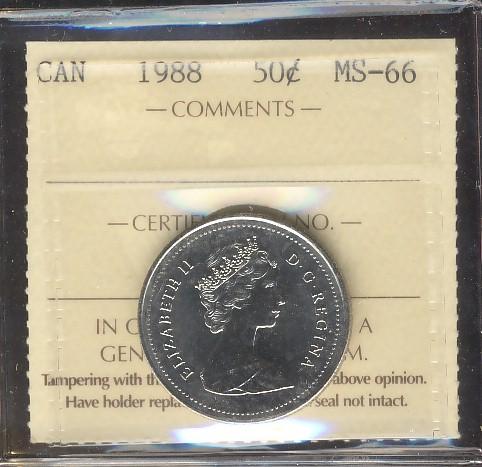 CAN 1988 50¢ MS-66
— COMMENTS —
— CERTIF NO. —
IN C A
GEN M.
Tampering with th above opinion.
Have holder repla seal not intact.
ELIZABETH II D·G·REGINA